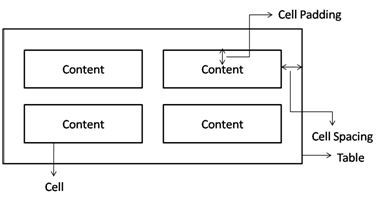 Cell Padding
Content
Content
Content
Content
Cell Spacing
Table
Cell